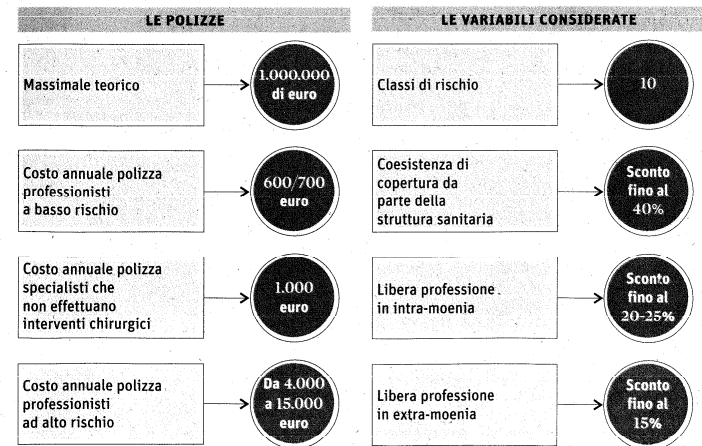 LE POLIZZE
Massimale teorico
1.000.000
di euro
Costo annuale polizza
professionisti
a basso rischio
600/700
euro
Costo annuale polizza
specialisti che
non effettuano
interventi chirurgici
1.000
euro
Costo annuale polizza
professionisti
ad alto rischio
Da 4.000
a 15.000
euro
LE VARIABILI CONSIDERATE
Classi di rischio
10
Coesistenza di
copertura da
parte della
struttura sanitaria
Sconto
fino al
40%
Libera professione
in intra-moenia
Sconto
fino al
20-25%
Libera professione
in extra-moenia
Sconto
fino al
15%